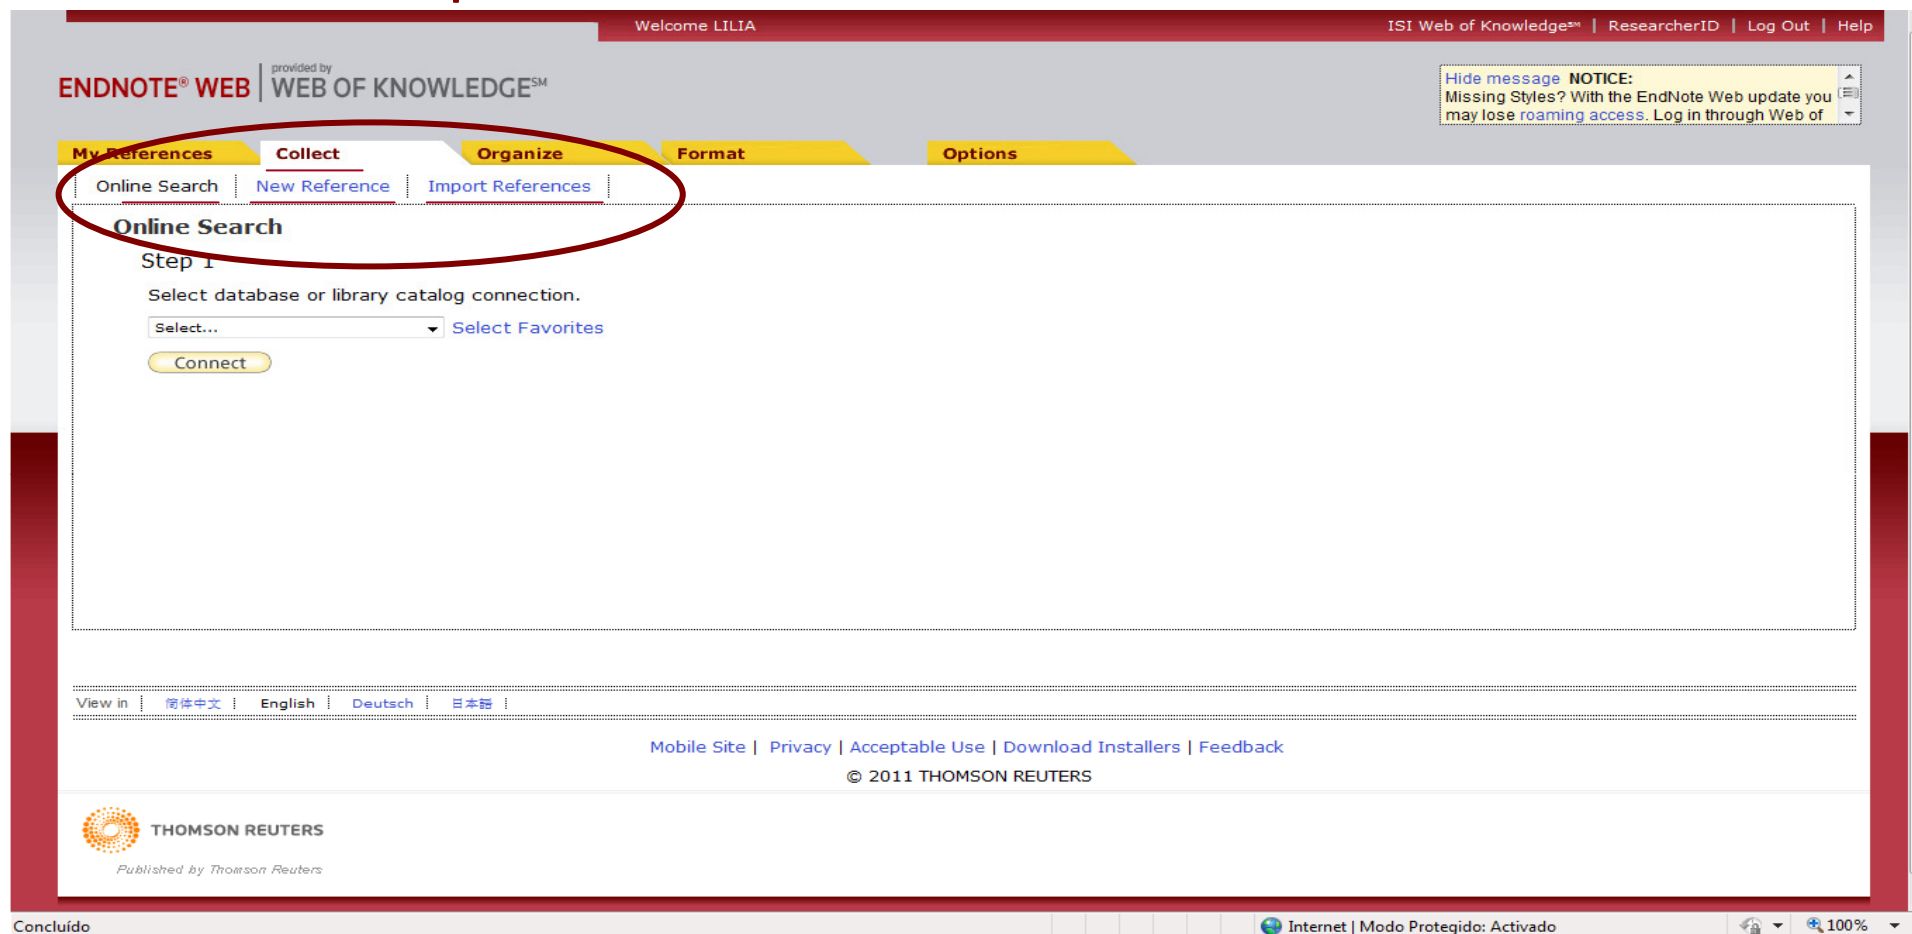 Welcome LILIA
ISI Web of Knowledge℠ | ResearcherID | Log Out | Help
ENDNOTE® WEB | provided by WEB OF KNOWLEDGE℠
Hide message NOTICE:
Missing Styles? With the EndNote Web update you
may lose roaming access. Log in through Web of
My References Collect Organize Format Options
Online Search New Reference Import References
Online Search
Step 1
Select database or library catalog connection.
Select... Select Favorites
Connect
View in 简体中文 English Deutsch 日本語
Mobile Site | Privacy | Acceptable Use | Download Installers | Feedback
© 2011 THOMSON REUTERS
THOMSON REUTERS
Published by Thomson Reuters
Concluído
Internet | Modo Protegido: Activado
100%